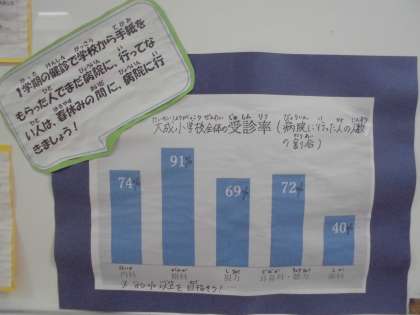 1学期の健診で学校から手紙を
もらった人でまだ病院に、行ってな
い人は、春休みの間に、病院に行
きましょう！
大成小学校全体の受診率（病院に行った人の人数
の割合）
74%
91%
69%
72%
40%
内科
眼科
視力
耳鼻科・聴力
歯科